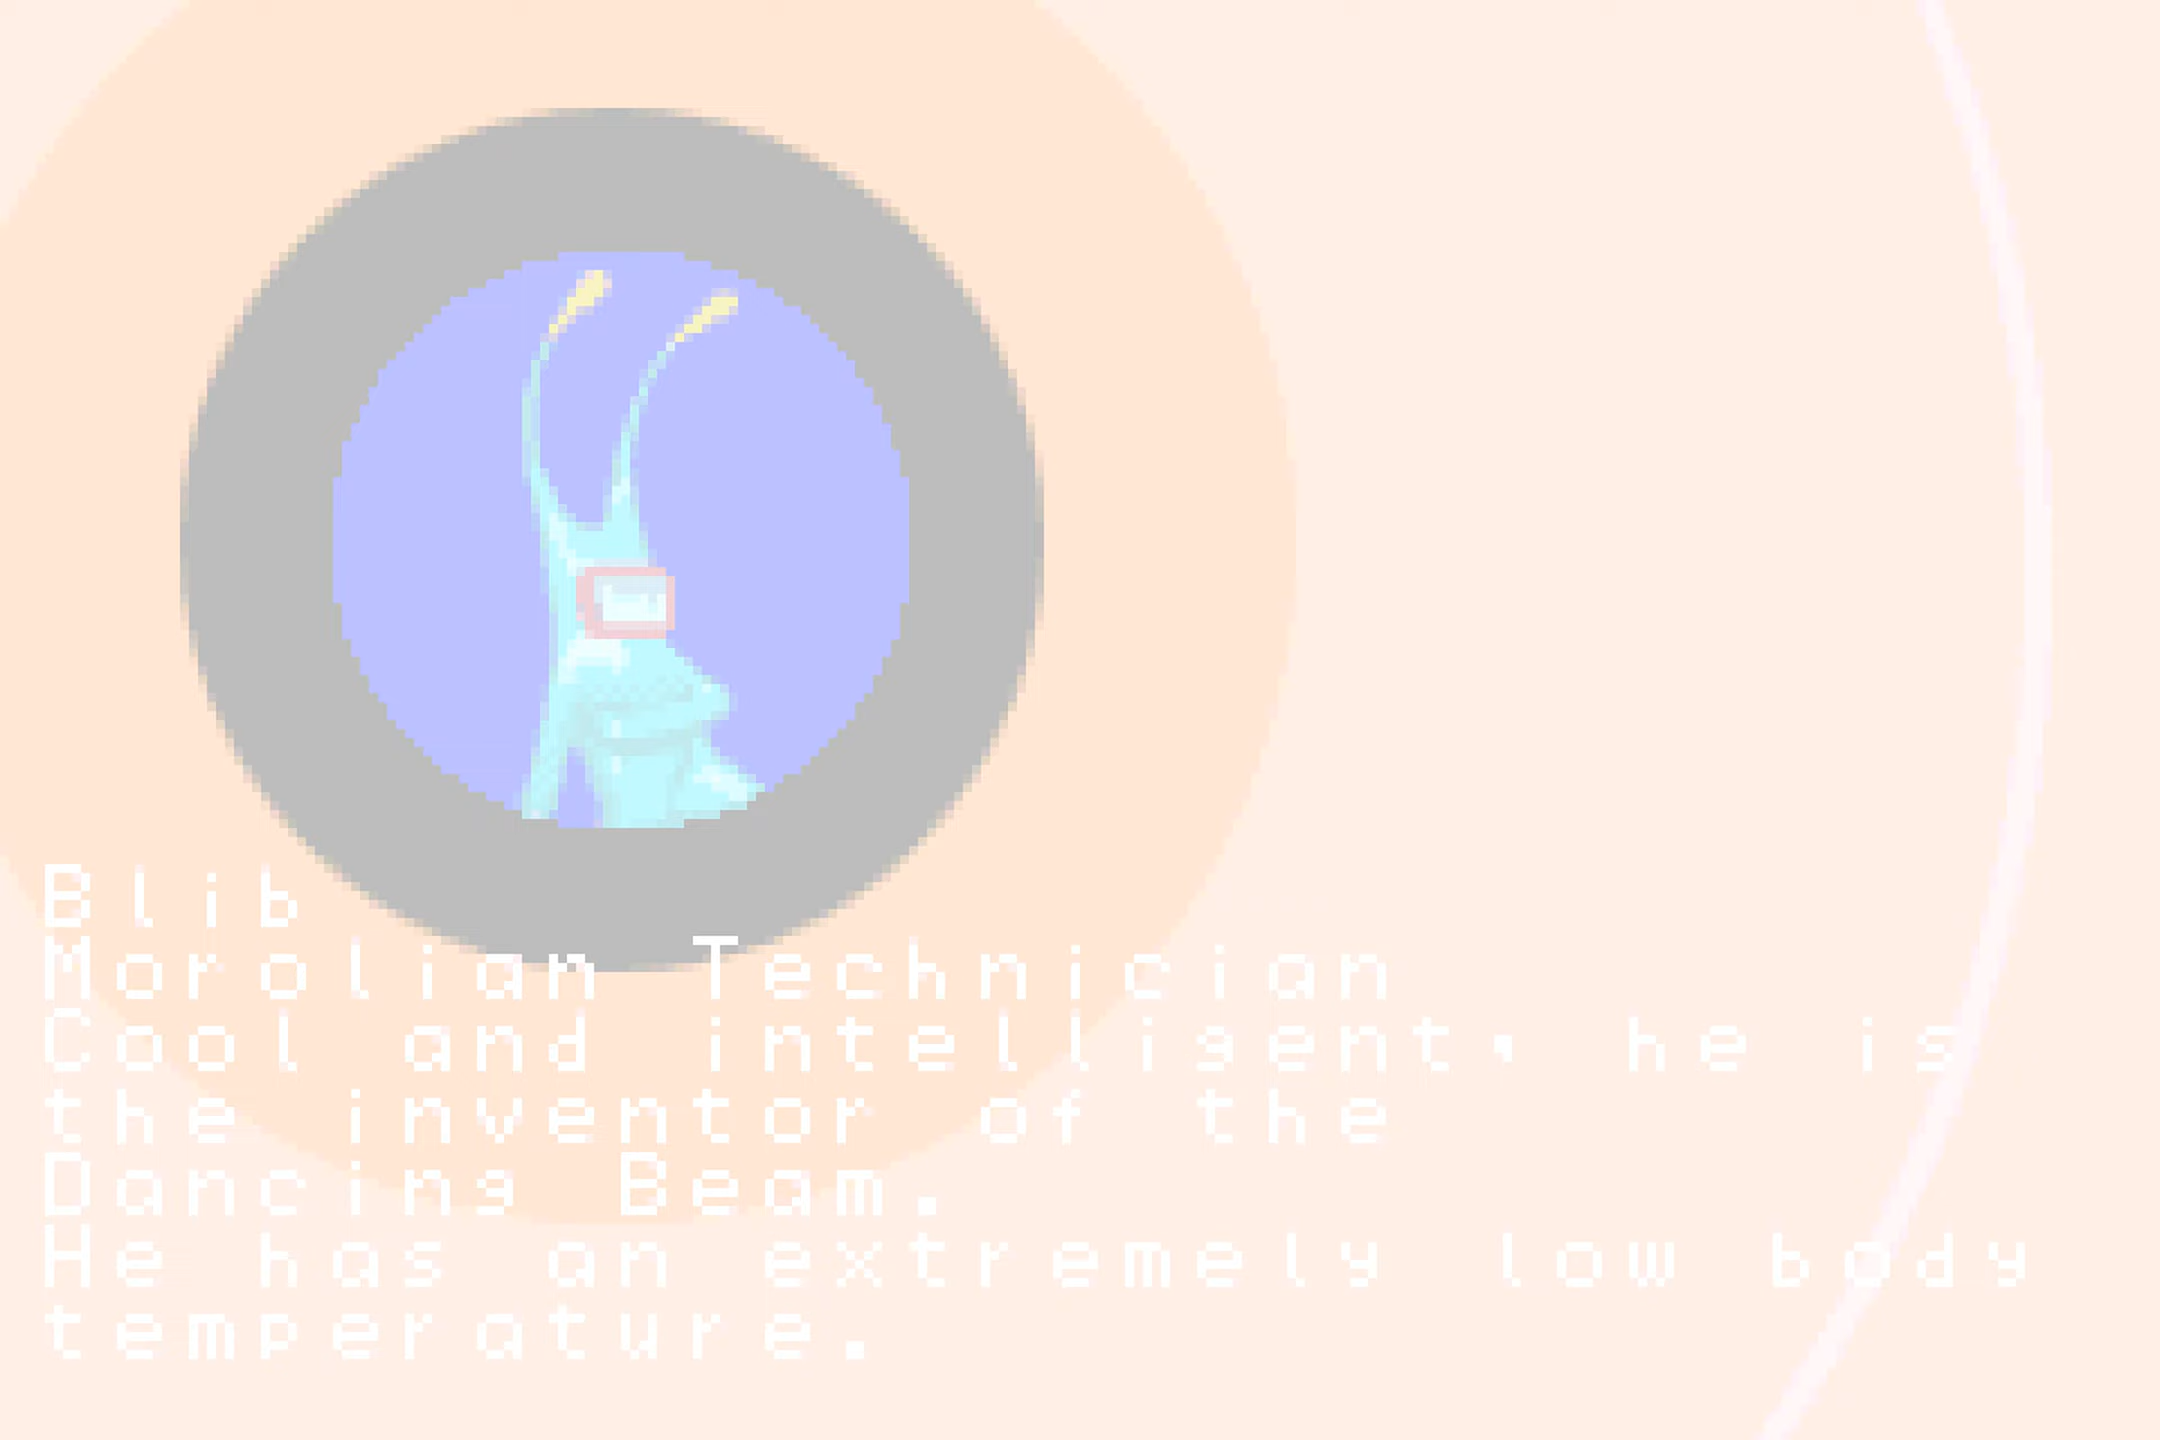 Blib
Morolian Technician
Cool and intelligent, he is
the inventor of the
Dancing Beam.
He has an extremely low body
temperature.